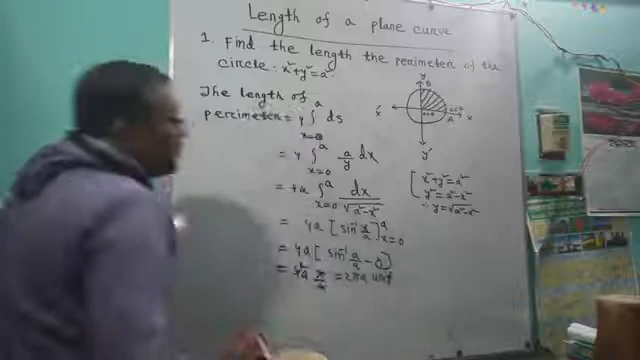 Length of a plane curve
1. Find the length the perimeter of the
circle: x²+y²=a².
The length of
perimeter = 4 ∫_{x=0}^{a} ds
= 4 ∫_{x=0}^{a} a/y dx
= 4a ∫_{x=0}^{a} dx/√(a²-x²)
= 4a [sin⁻¹ x/a]_{x=0}^{a}
= 4a [sin⁻¹ a/a - 0]
= 4a π/2 = 2πa unit
y
B
x'
A
x
y'
x²+y²=a²
y²=a²-x²
∴ y=√a²-x²